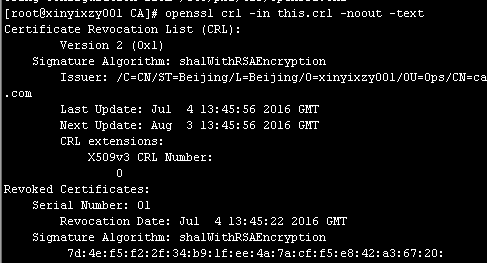 [root@xinyixzy001 CA]# openssl crl -in this.crl -noout -text
Certificate Revocation List (CRL):
Version 2 (0x1)
Signature Algorithm: sha1WithRSAEncryption
Issuer: /C=CN/ST=Beijing/L=Beijing/O=xinyixzy001/OU=Ops/CN=ca
.com
Last Update: Jul  4 13:45:56 2016 GMT
Next Update: Aug  3 13:45:56 2016 GMT
CRL extensions:
X509v3 CRL Number:
0
Revoked Certificates:
Serial Number: 01
Revocation Date: Jul  4 13:45:22 2016 GMT
Signature Algorithm: sha1WithRSAEncryption
7d:4e:f5:f2:2f:34:b9:1f:ee:4a:7a:cf:f5:e8:42:a3:67:20: